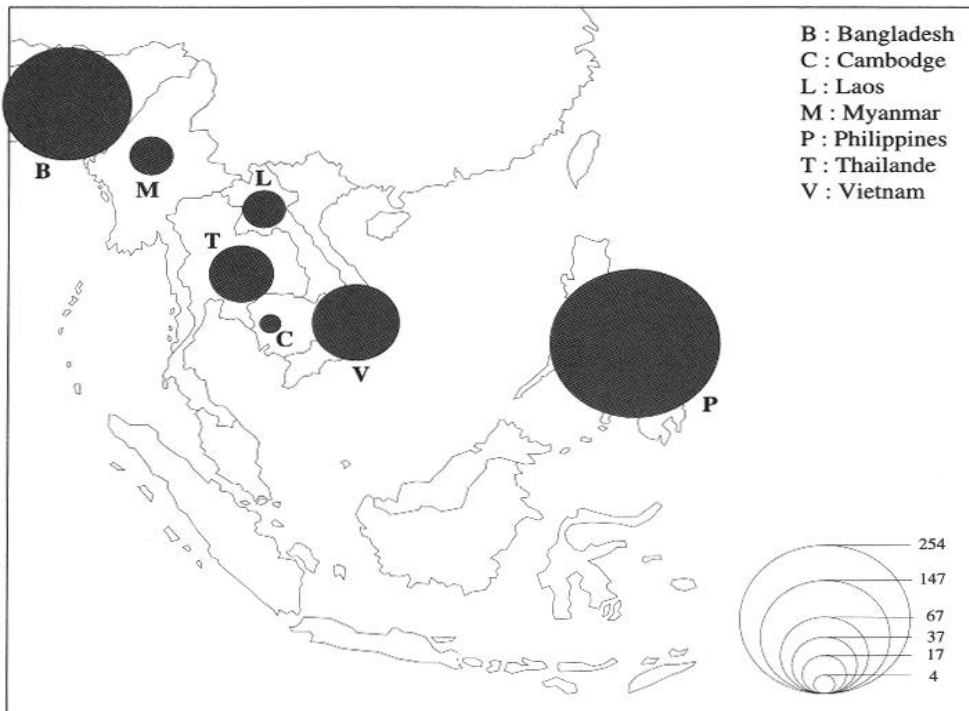 B : Bangladesh
C : Cambodge
L : Laos
M : Myanmar
P : Philippines
T : Thailande
V : Vietnam
B
M
L
T
C
V
P
254
147
67
37
17
4